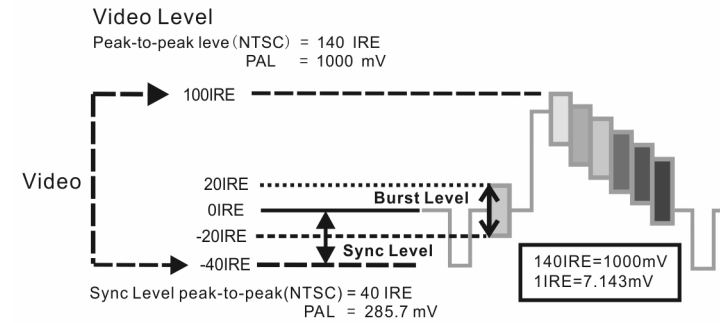 Video Level
Peak-to-peak leve(NTSC) = 140 IRE
PAL = 1000 mV
100IRE
Video
20IRE
Burst Level
0IRE
-20IRE
Sync Level
-40IRE
140IRE=1000mV
1IRE=7.143mV
Sync Level peak-to-peak(NTSC) = 40 IRE
PAL = 285.7 mV